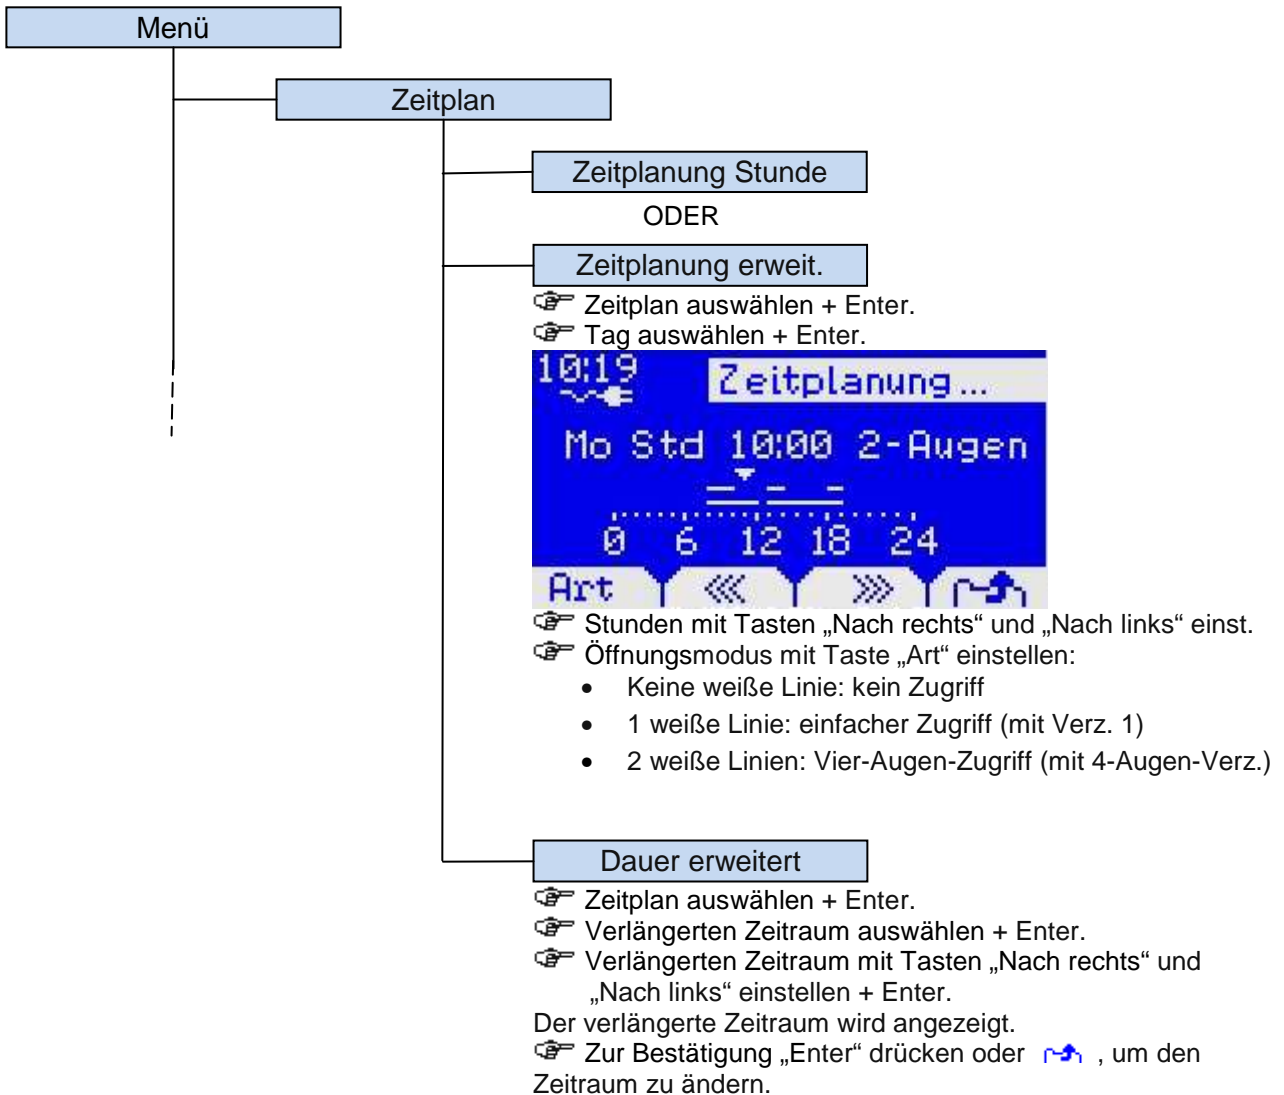 Menü
Zeitplan
Zeitplanung Stunde
ODER
Zeitplanung erweit.
Zeitplan auswählen + Enter.
Tag auswählen + Enter.
10:19
Zeitplanung...
Mo Std 10:00 2-Augen
0 6 12 18 24
Art <<< >>>
Stunden mit Tasten „Nach rechts“ und „Nach links“ einst.
Öffnungsmodus mit Taste „Art“ einstellen:
• Keine weiße Linie: kein Zugriff
• 1 weiße Linie: einfacher Zugriff (mit Verz. 1)
• 2 weiße Linien: Vier-Augen-Zugriff (mit 4-Augen-Verz.)
Dauer erweitert
Zeitplan auswählen + Enter.
Verlängerten Zeitraum auswählen + Enter.
Verlängerten Zeitraum mit Tasten „Nach rechts“ und
„Nach links“ einstellen + Enter.
Der verlängerte Zeitraum wird angezeigt.
Zur Bestätigung „Enter“ drücken oder , um den
Zeitraum zu ändern.